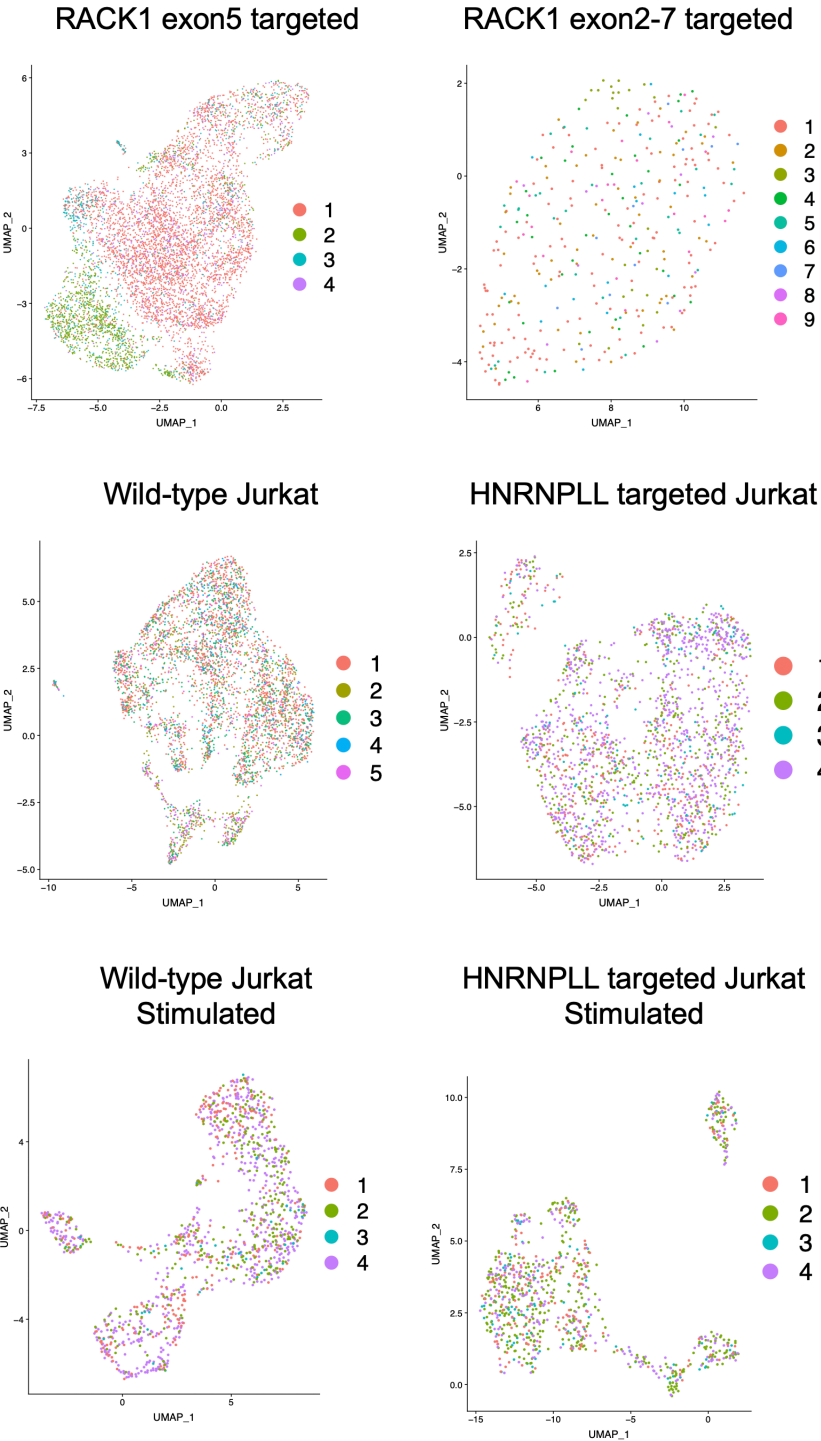 RACK1 exon5 targeted
6
3
0
−3
−6
UMAP_2
−7.5 −5.0 −2.5 0.0 2.5
UMAP_1
1
2
3
4
RACK1 exon2-7 targeted
2
0
−2
−4
UMAP_2
6 8 10
UMAP_1
1
2
3
4
5
6
7
8
9
Wild-type Jurkat
5.0
2.5
0.0
−2.5
−5.0
UMAP_2
−10 −5 0 5
UMAP_1
1
2
3
4
5
HNRNPLL targeted Jurkat
2.5
0.0
−2.5
−5.0
UMAP_2
−5.0 −2.5 0.0 2.5
UMAP_1
Wild-type Jurkat
Stimulated
4
0
−4
UMAP_2
0 5
UMAP_1
1
2
3
4
HNRNPLL targeted Jurkat
Stimulated
10.0
7.5
5.0
2.5
0.0
UMAP_2
−15 −10 −5 0
UMAP_1
1
2
3
4